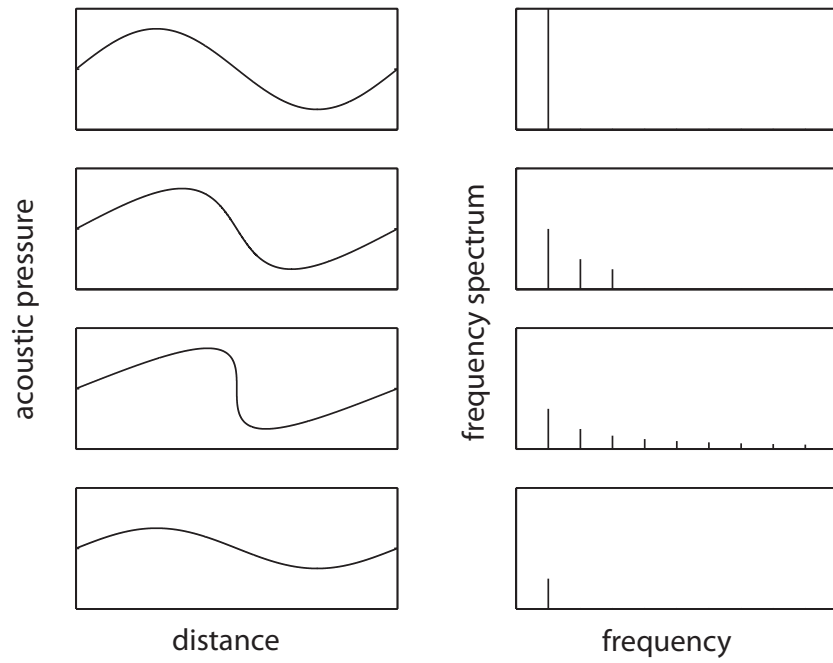 acoustic pressure
frequency spectrum
distance
frequency